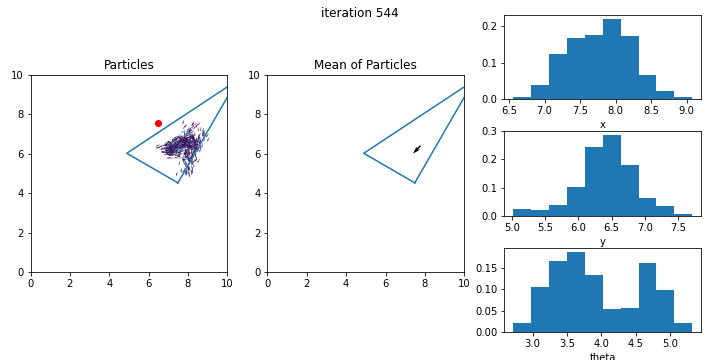 iteration 544
Particles
10
8
6
4
2
0
0 2 4 6 8 10
Mean of Particles
10
8
6
4
2
0
0 2 4 6 8 10
0.2
0.1
0.0
6.5 7.0 7.5 8.0 8.5 9.0
x
0.3
0.2
0.1
0.0
5.0 5.5 6.0 6.5 7.0 7.5
y
0.15
0.10
0.05
0.00
3.0 3.5 4.0 4.5 5.0
theta